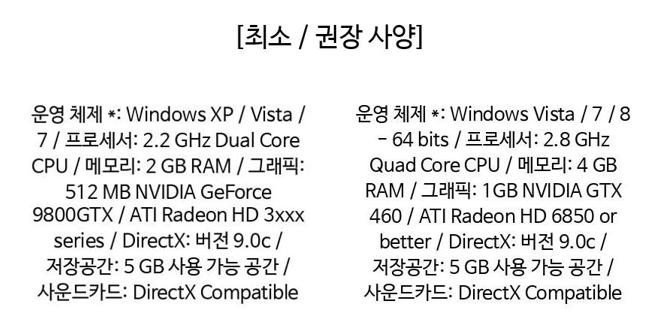 [최소 / 권장 사양]
운영 체제 *: Windows XP / Vista /
7 / 프로세서: 2.2 GHz Dual Core
CPU / 메모리: 2 GB RAM / 그래픽:
512 MB NVIDIA GeForce
9800GTX / ATI Radeon HD 3xxx
series / DirectX: 버전 9.0c /
저장공간: 5 GB 사용 가능 공간 /
사운드카드: DirectX Compatible
운영 체제 *: Windows Vista / 7 / 8
- 64 bits / 프로세서: 2.8 GHz
Quad Core CPU / 메모리: 4 GB
RAM / 그래픽: 1GB NVIDIA GTX
460 / ATI Radeon HD 6850 or
better / DirectX: 버전 9.0c /
저장공간: 5 GB 사용 가능 공간 /
사운드카드: DirectX Compatible